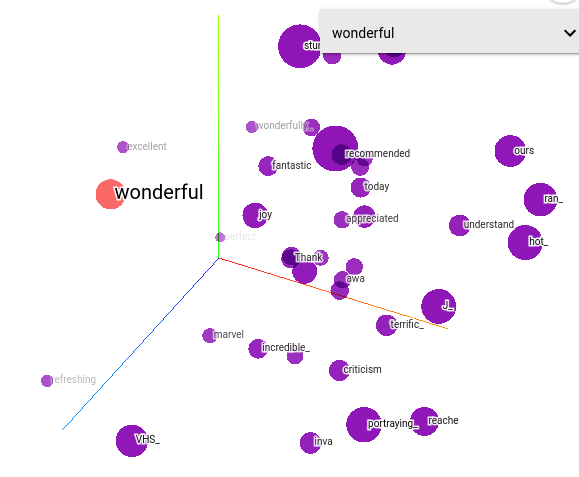 wonderful
wonderfully_
excellent
recommended
ours
fantastic
today
wonderful
ran_
joy
appreciated
understand_
perfect
hot_
Thank
awa
J_
terrific_
marvel
incredible_
criticism
refreshing
portraying_
reache
VHS_
inva